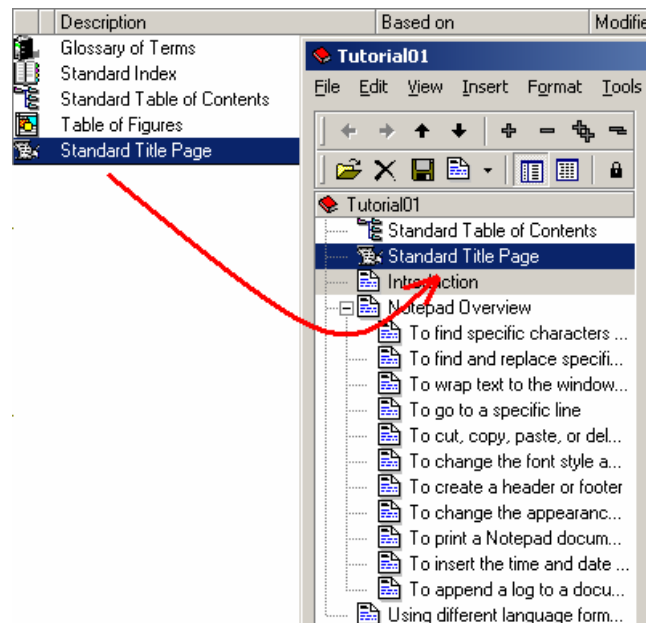 Description Based on Modifie
Glossary of Terms
Standard Index
Standard Table of Contents
Table of Figures
Standard Title Page
Tutorial01
File Edit View Insert Format Tools
Tutorial01
Standard Table of Contents
Standard Title Page
Introduction
Notepad Overview
To find specific characters ...
To find and replace specifi...
To wrap text to the window...
To go to a specific line
To cut, copy, paste, or del...
To change the font style a...
To create a header or footer
To change the appearanc...
To print a Notepad docum...
To insert the time and date ...
To append a log to a docu...
Using different language form...